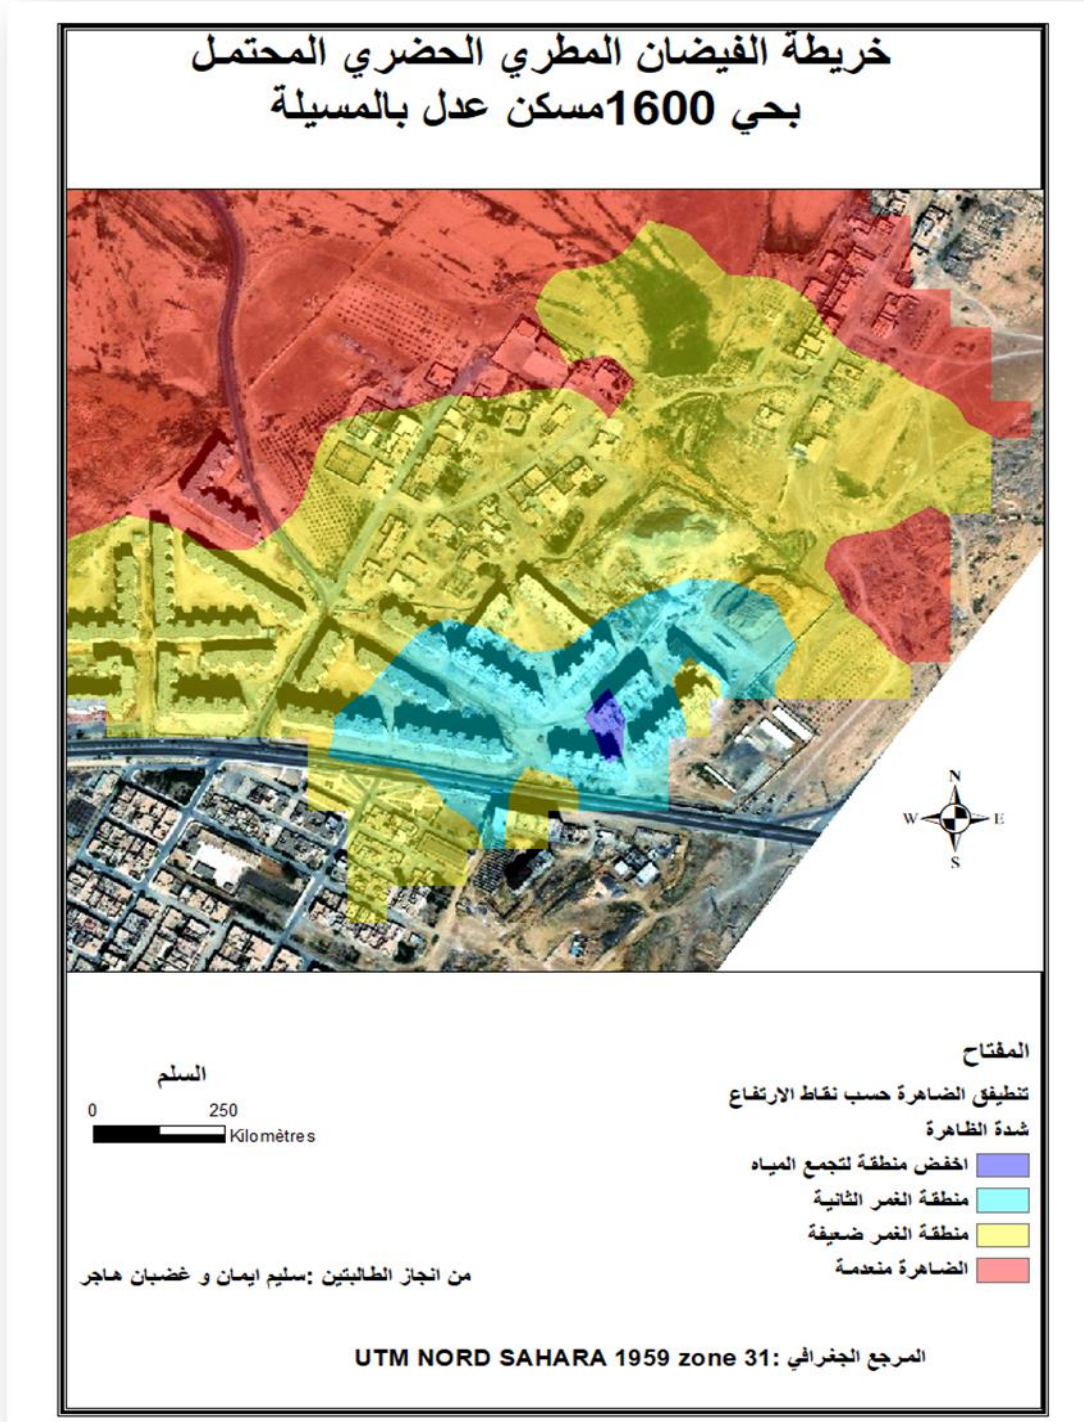 خريطة الفيضان المطري الحضري المحتمل
بحي 1600مسكن عدل بالمسيلة
N
W E
S
المفتاح
تنطيفق الضاهرة حسب نقاط الارتفاع
شدة الظاهرة
اخفض منطقة لتجمع المياه
منطقة الغمر الثانية
منطقة الغمر ضعيفة
الضاهرة منعدمة
السلم
0 250
Kilomètres
من انجاز الطالبتين :سليم ايمان و غضبان هاجر
المرجع الجغرافي :UTM NORD SAHARA 1959 zone 31